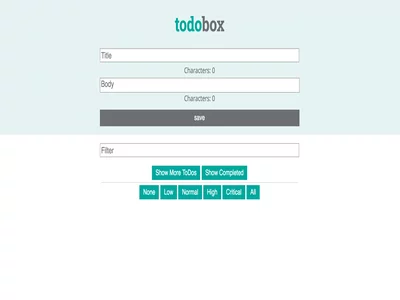 todobox
Title
Characters: 0
Body
Characters: 0
save
Filter
Show More ToDos Show Completed
None Low Normal High Critical All